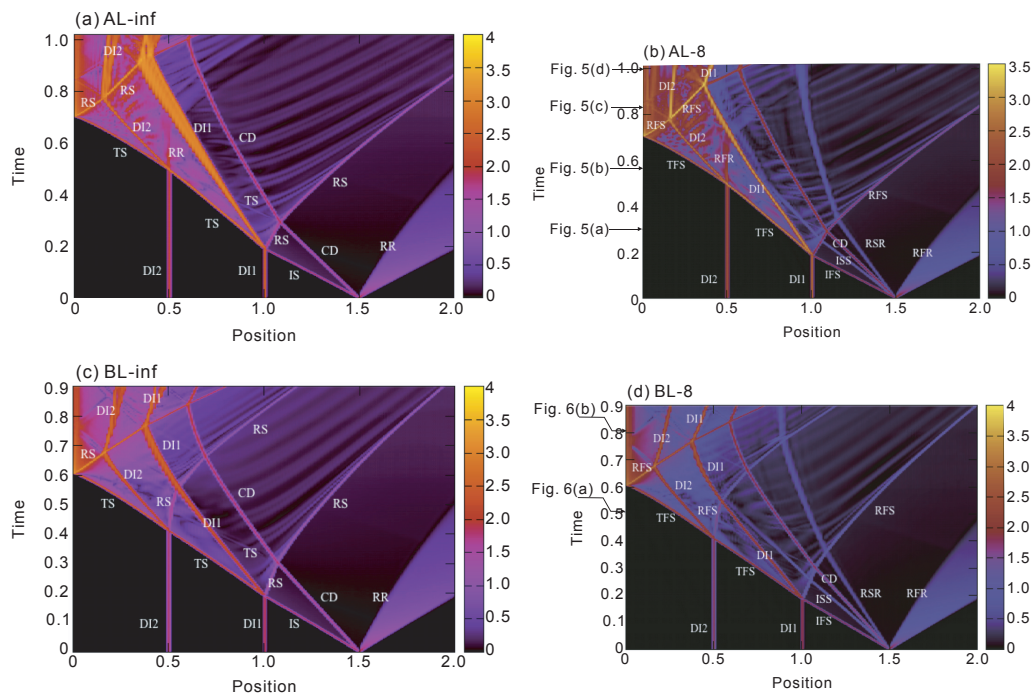 (a) AL-inf
Time
1.0
0.8
0.6
0.4
0.2
0
DI2
RS
RS
DI2
TS
RR
DI1
CD
TS
RS
TS
RS
CD
RR
DI2
DI1
IS
0
0.5
1.0
1.5
2.0
Position
4
3.5
3.0
2.5
2.0
1.5
1.0
0.5
0
(b) AL-8
Fig. 5(d)
Fig. 5(c)
Fig. 5(b)
Fig. 5(a)
Time
1.0
0.8
0.6
0.4
0.2
0
DI2
DI1
RFS
RFS
DI2
TFS
RFR
DI1
RFS
TFS
CD
RSR
RFR
ISS
IFS
DI2
DI1
0
0.5
1.0
1.5
2.0
Position
3.5
3.0
2.5
2.0
1.5
1.0
0.5
0
(c) BL-inf
Time
0.9
0.8
0.7
0.6
0.5
0.4
0.3
0.2
0.1
0
DI2
DI1
RS
DI1
RS
DI2
TS
RS
CD
DI1
RS
TS
TS
RS
CD
RR
DI2
DI1
IS
0
0.5
1.0
1.5
2.0
Position
4
3.5
3.0
2.5
2.0
1.5
1.0
0.5
0
(d) BL-8
Fig. 6(b)
Fig. 6(a)
Time
0.9
0.8
0.7
0.6
0.5
0.4
0.3
0.2
0.1
0
DI2
DI1
RFS
DI1
DI2
TFS
RFS
RFS
DI1
TFS
CD
ISS
RSR
RFR
IFS
DI2
DI1
0
0.5
1.0
1.5
2.0
Position
4
3.5
3.0
2.5
2.0
1.5
1.0
0.5
0